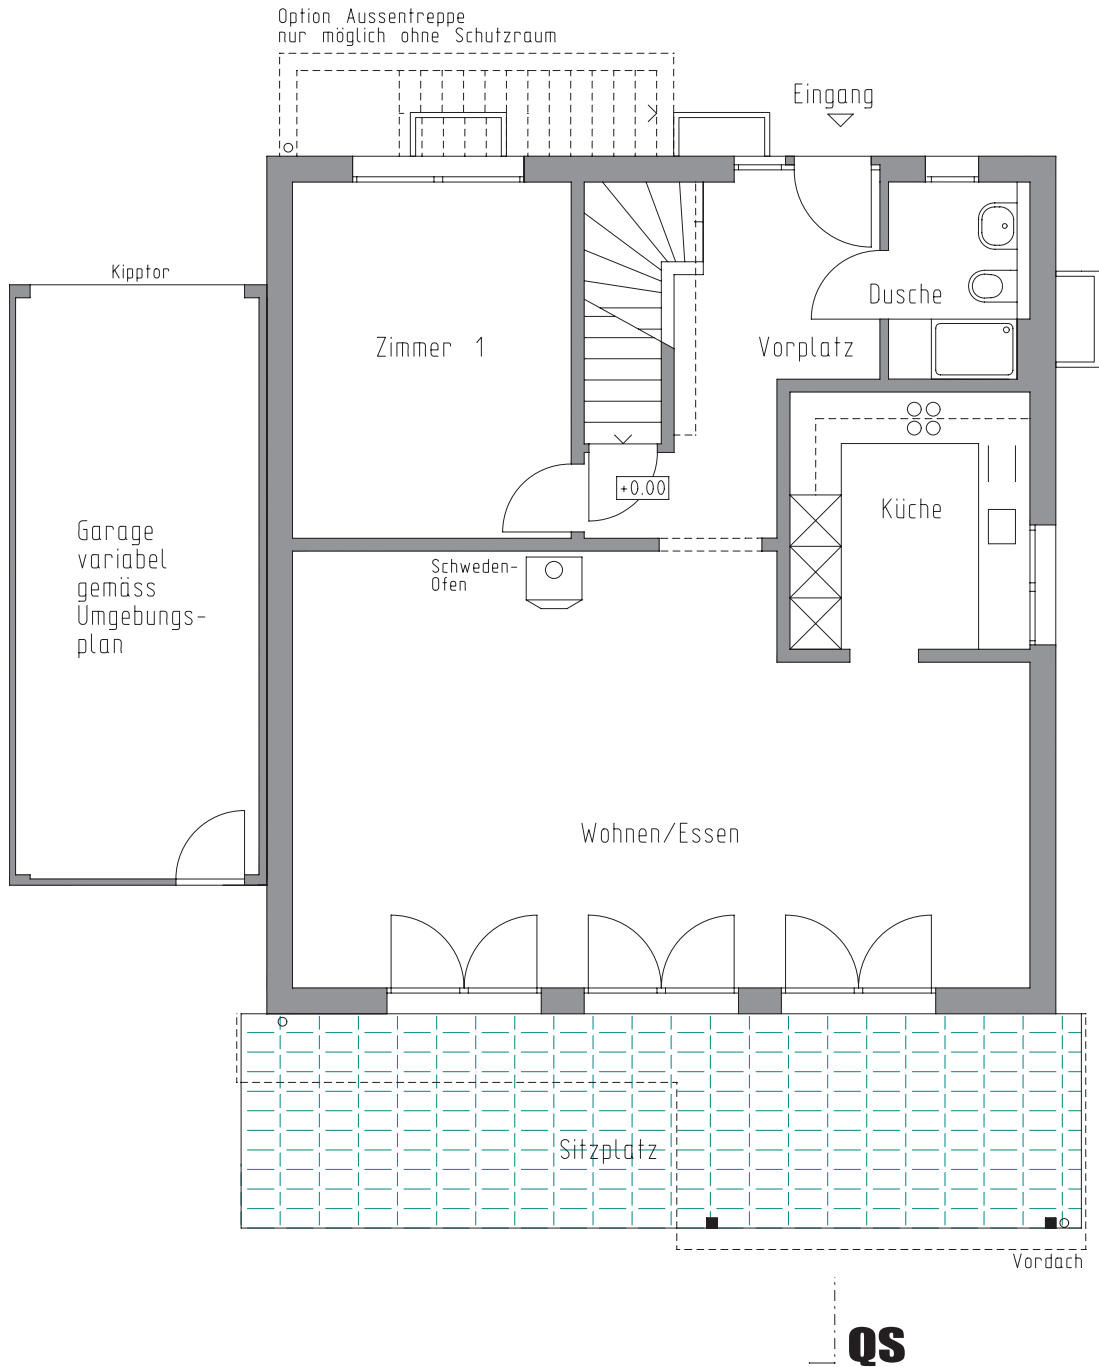 Option Aussentreppe
nur möglich ohne Schutzraum
Eingang
Kipptor
Dusche
Zimmer 1
Vorplatz
+0.00
Küche
Garage
variabel
gemäss
Umgebungs-
plan
Schweden-
Ofen
Wohnen/Essen
Sitzplatz
Vordach
QS